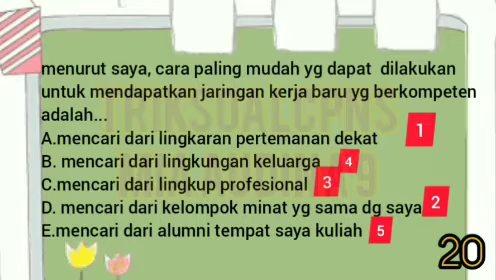 menurut saya, cara paling mudah yg dapat dilakukan
untuk mendapatkan jaringan kerja baru yg berkompeten
adalah...
A.mencari dari lingkaran pertemanan dekat 1
B. mencari dari lingkungan keluarga 4
C.mencari dari lingkup profesional 3
D. mencari dari kelompok minat yg sama dg saya 2
E.mencari dari alumni tempat saya kuliah 5
20